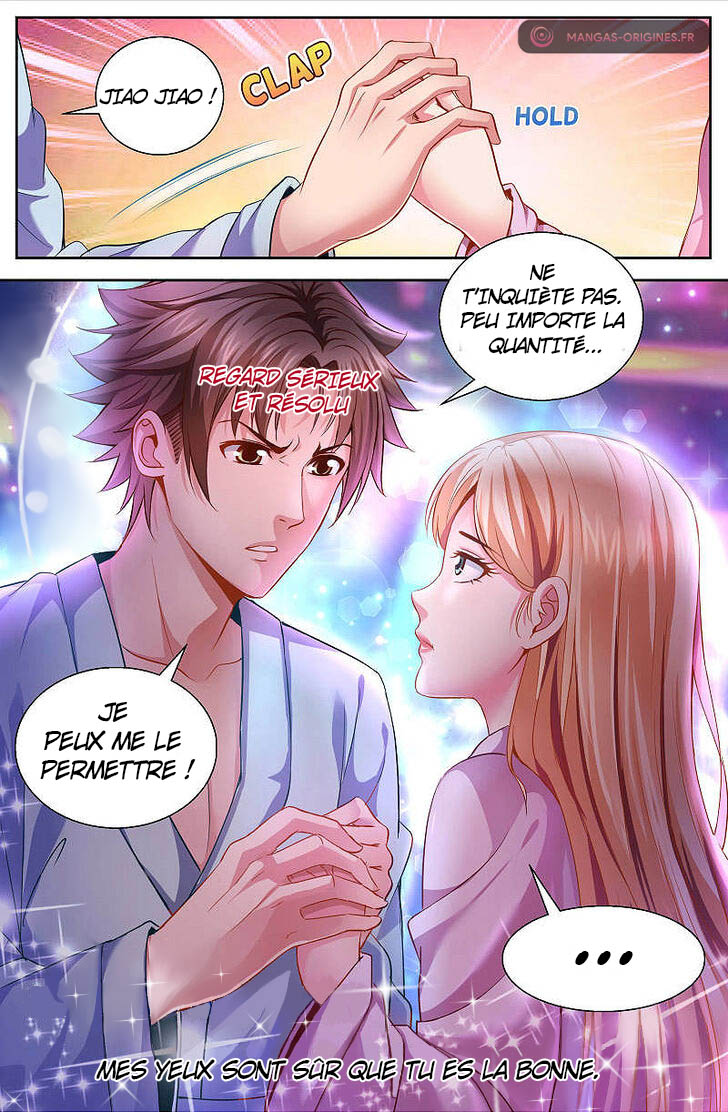 MANGAS-ORIGINES.FR
JIAO JIAO !
CLAP
HOLD
NE
T'INQUIÈTE PAS.
PEU IMPORTE LA
QUANTITÉ...
REGARD SÉRIEUX
ET RÉSOLU
JE
PEUX ME LE
PERMETTRE !
...
MES YEUX SONT SÛR QUE TU ES LA BONNE.